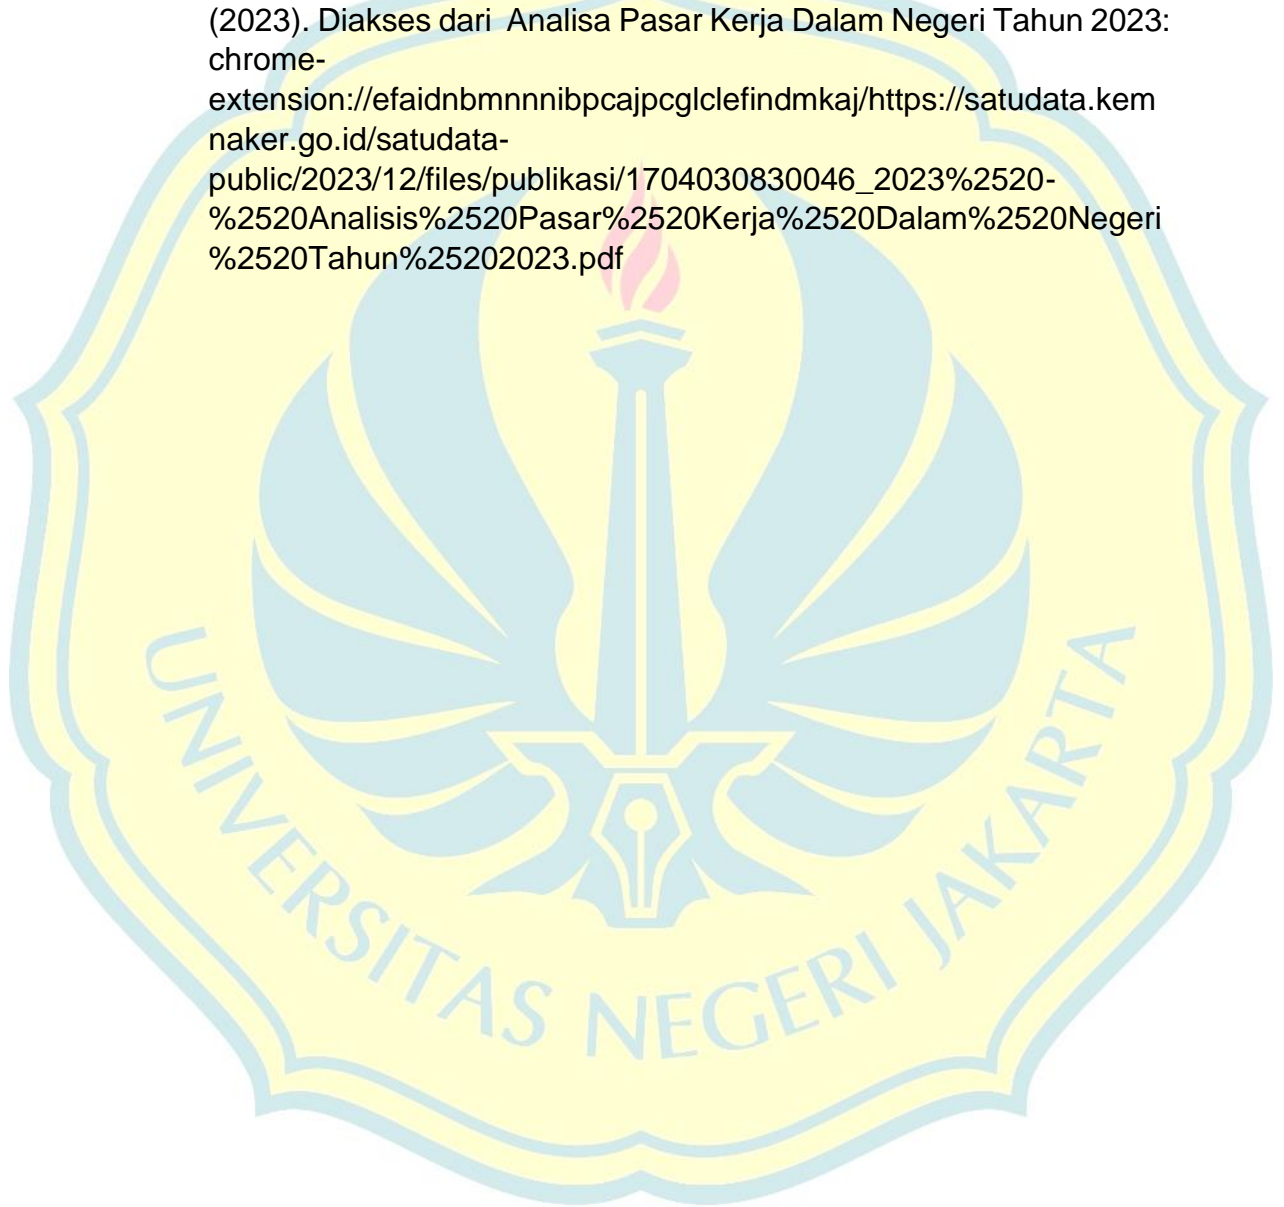 (2023). Diakses dari  Analisa Pasar Kerja Dalam Negeri Tahun 2023:
chrome-
extension://efaidnbmnnnibpcajpcglclefindmkaj/https://satudata.kem
naker.go.id/satudata-
public/2023/12/files/publikasi/1704030830046_2023%2520-
%2520Analisis%2520Pasar%2520Kerja%2520Dalam%2520Negeri
%2520Tahun%25202023.pdf
UNIVERSITAS NEGERI JAKARTA